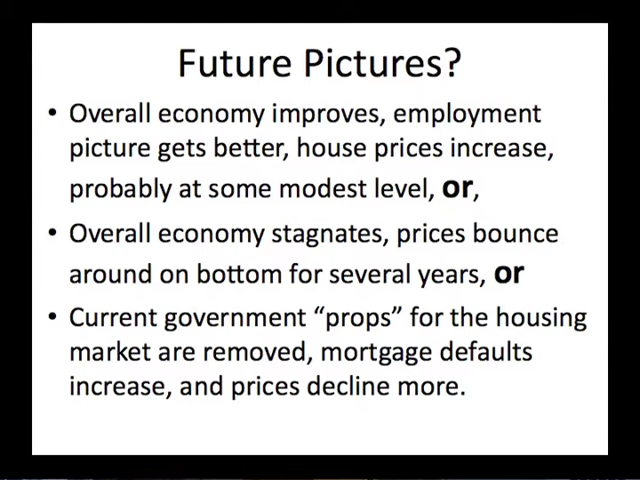 Future Pictures?
• Overall economy improves, employment
picture gets better, house prices increase,
probably at some modest level, or,
• Overall economy stagnates, prices bounce
around on bottom for several years, or
• Current government “props” for the housing
market are removed, mortgage defaults
increase, and prices decline more.